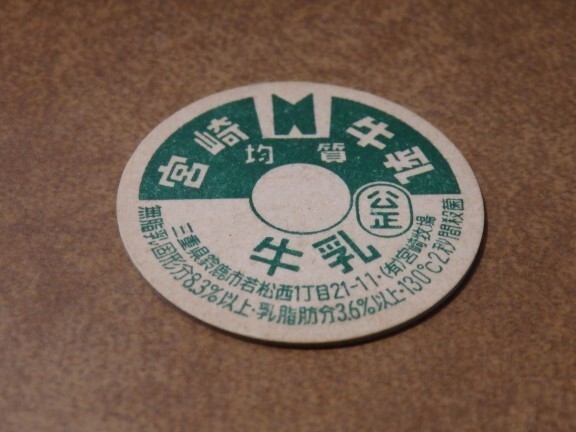 宮崎牛乳
均質
公正
牛乳
三重県鈴鹿市若松西1丁目21-11・(有)宮崎牧場
無脂乳固形分8.3%以上・乳脂肪分3.6%以上・130°C2秒間殺菌